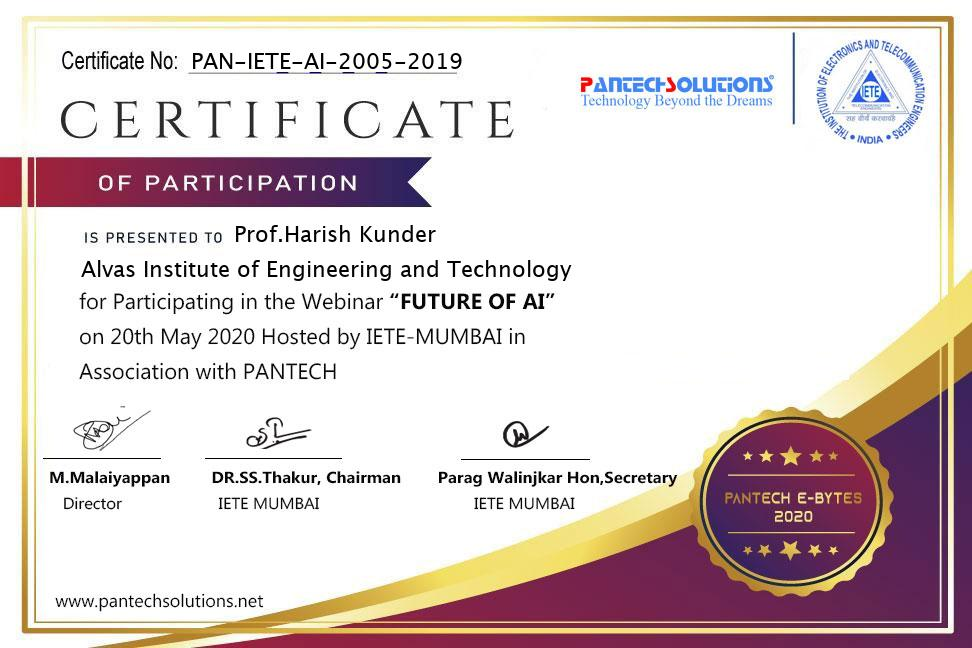 Certificate No: PAN-IETE-AI-2005-2019
PANTECHSOLUTIONS®
Technology Beyond the Dreams
THE INSTITUTION OF ELECTRONICS AND TELECOMMUNICATION ENGINEERS
IETE
• INDIA •
CERTIFICATE
OF PARTICIPATION
IS PRESENTED TO Prof.Harish Kunder
Alvas Institute of Engineering and Technology
for Participating in the Webinar “FUTURE OF AI”
on 20th May 2020 Hosted by IETE-MUMBAI in
Association with PANTECH
M.Malaiyappan
Director
DR.SS.Thakur, Chairman
IETE MUMBAI
Parag Walinjkar Hon,Secretary
IETE MUMBAI
PANTECH E-BYTES
2020
www.pantechsolutions.net